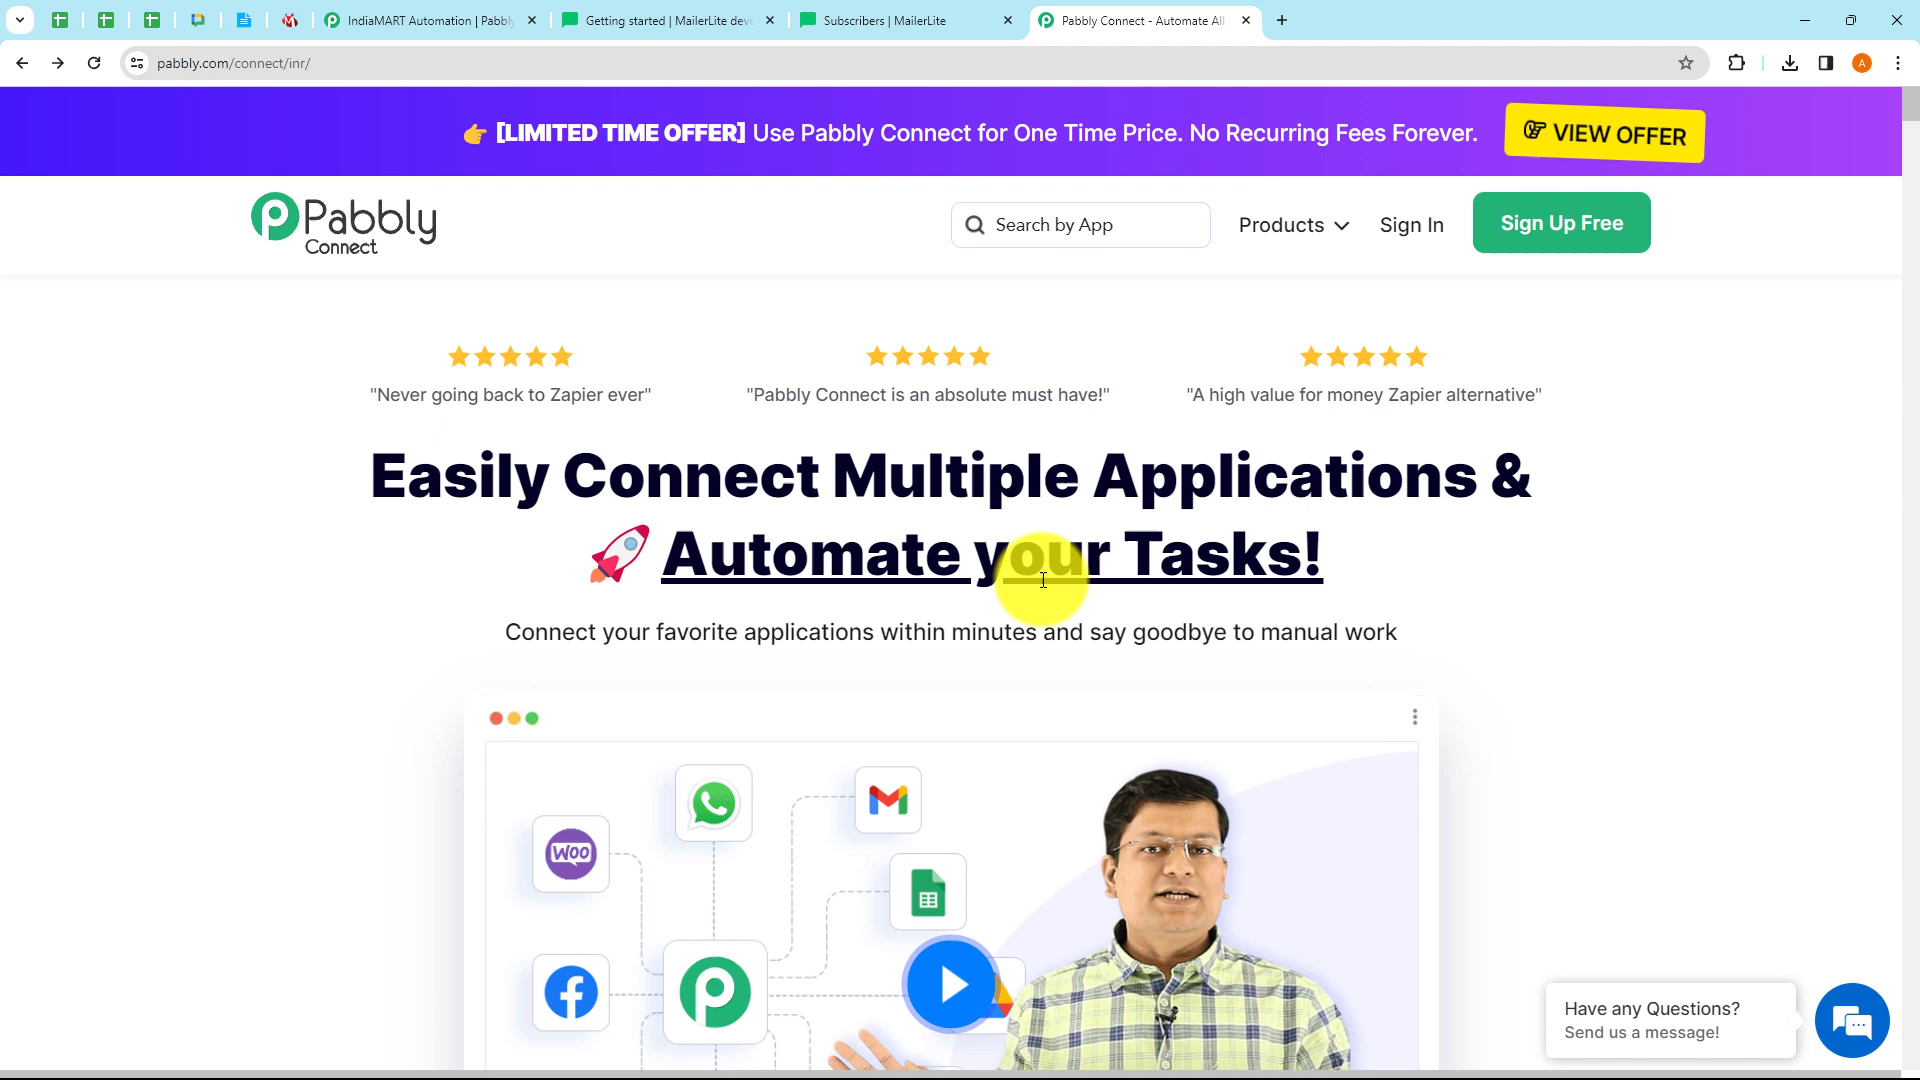 IndiaMART Automation | Pabbly
Getting started | MailerLite dev
Subscribers | MailerLite
Pabbly Connect - Automate All
pabbly.com/connect/inr/
A
👉 [LIMITED TIME OFFER] Use Pabbly Connect for One Time Price. No Recurring Fees Forever.
VIEW OFFER
Pabbly
Connect
Search by App
Products
Sign In
Sign Up Free
"Never going back to Zapier ever"
"Pabbly Connect is an absolute must have!"
"A high value for money Zapier alternative"
Easily Connect Multiple Applications &
🚀 Automate your Tasks!
Connect your favorite applications within minutes and say goodbye to manual work
WOO
Have any Questions?
Send us a message!